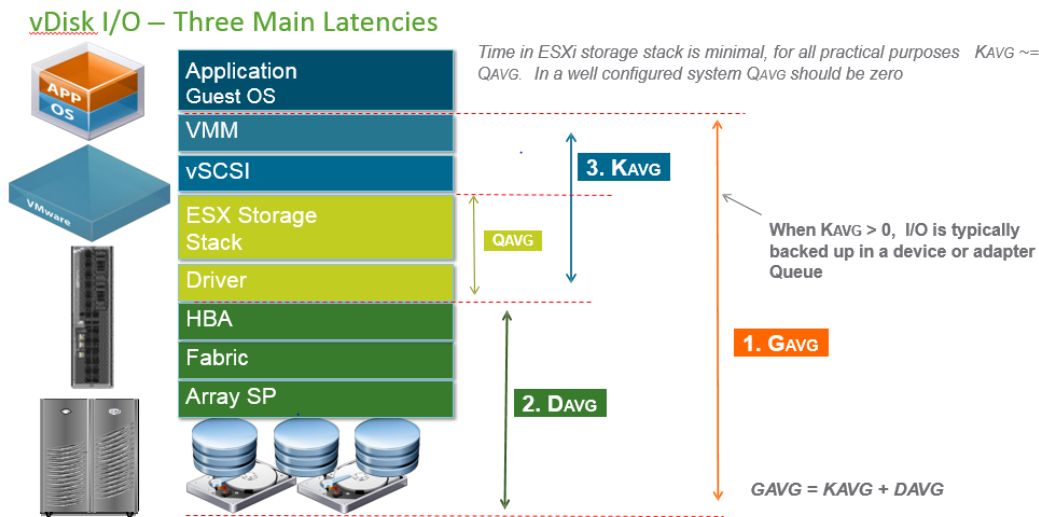 vDisk I/O – Three Main Latencies
Time in ESXi storage stack is minimal, for all practical purposes KAVG ~=
QAVG. In a well configured system QAVG should be zero
APP
OS
VMware
Application
Guest OS
VMM
vSCSI
ESX Storage
Stack
Driver
HBA
Fabric
Array SP
QAVG
3. KAVG
2. DAVG
1. GAVG
When KAVG > 0, I/O is typically
backed up in a device or adapter
Queue
GAVG = KAVG + DAVG